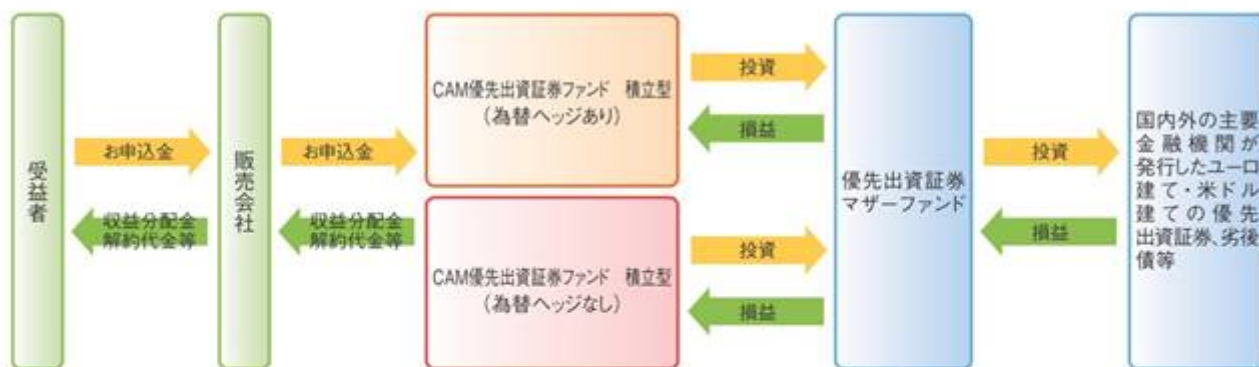 受益者
お申込金
収益分配金
解約代金等
販売会社
お申込金
収益分配金
解約代金等
CAM優先出資証券ファンド 積立型
（為替ヘッジあり）
CAM優先出資証券ファンド 積立型
（為替ヘッジなし）
投資
損益
投資
損益
優先出資証券
マザーファンド
投資
損益
国内外の主要
金融機関が
発行したユーロ
建て・米ドル
建ての優先
出資証券、劣後
債等